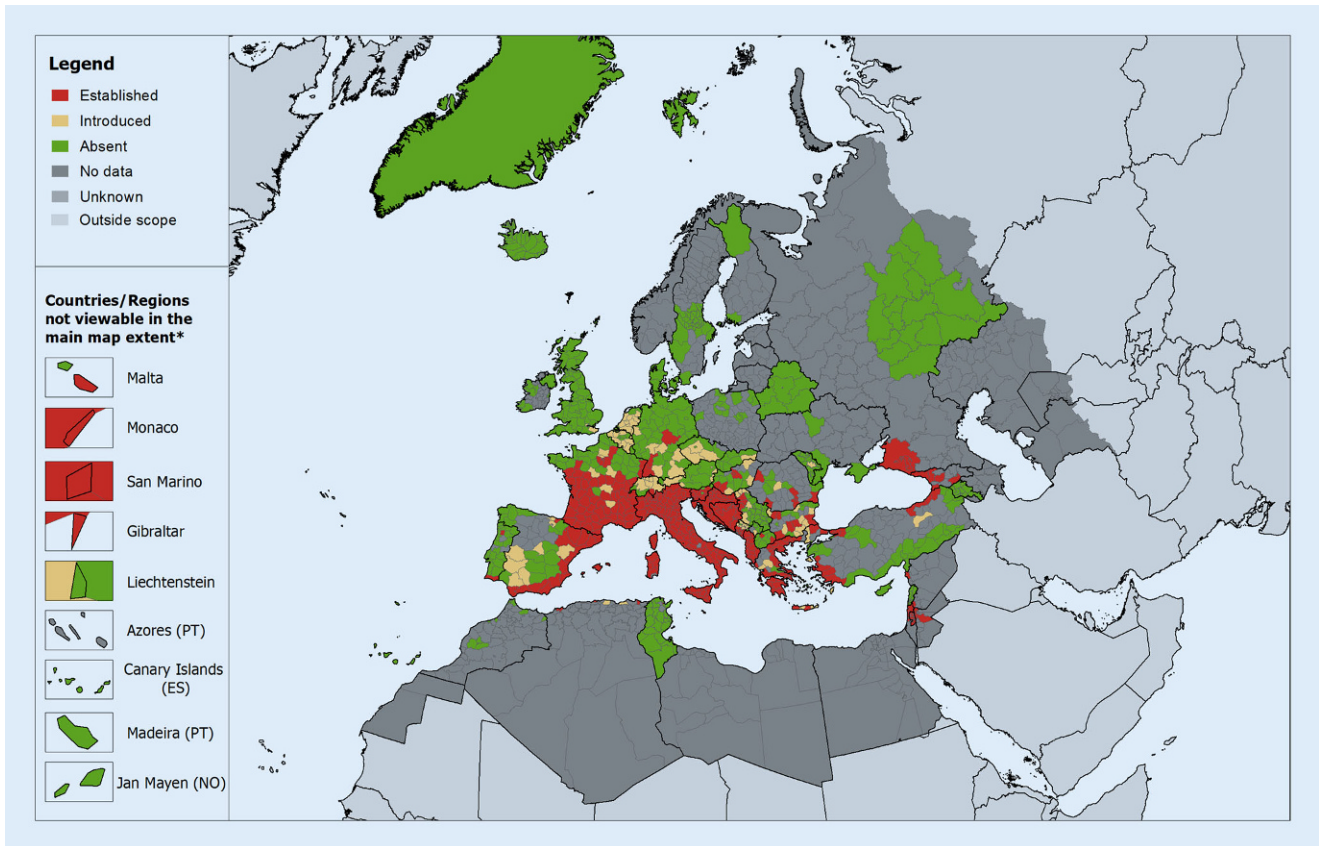 Legend
Established
Introduced
Absent
No data
Unknown
Outside scope
Countries/Regions
not viewable in the
main map extent*
Malta
Monaco
San Marino
Gibraltar
Liechtenstein
Azores (PT)
Canary Islands
(ES)
Madeira (PT)
Jan Mayen (NO)